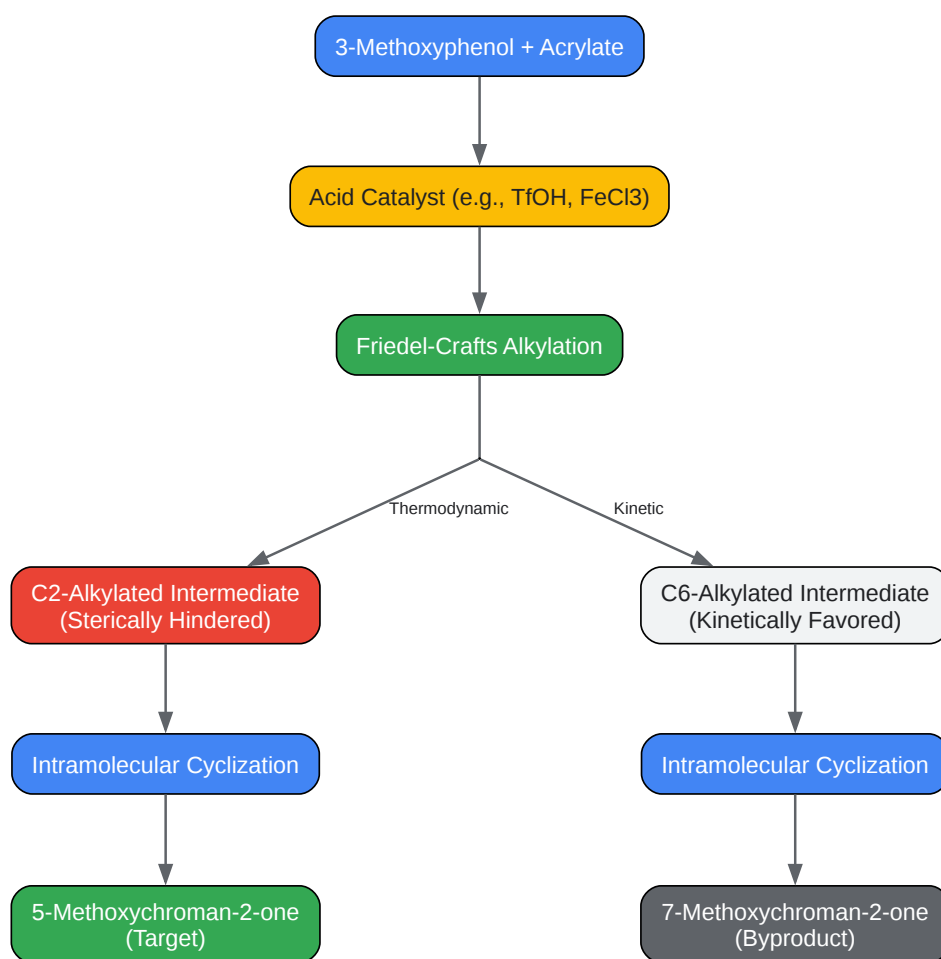 3-Methoxyphenol + Acrylate
Acid Catalyst (e.g., TfOH, FeCl3)
Friedel-Crafts Alkylation
Thermodynamic
Kinetic
C2-Alkylated Intermediate
(Sterically Hindered)
C6-Alkylated Intermediate
(Kinetically Favored)
Intramolecular Cyclization
Intramolecular Cyclization
5-Methoxychroman-2-one
(Target)
7-Methoxychroman-2-one
(Byproduct)